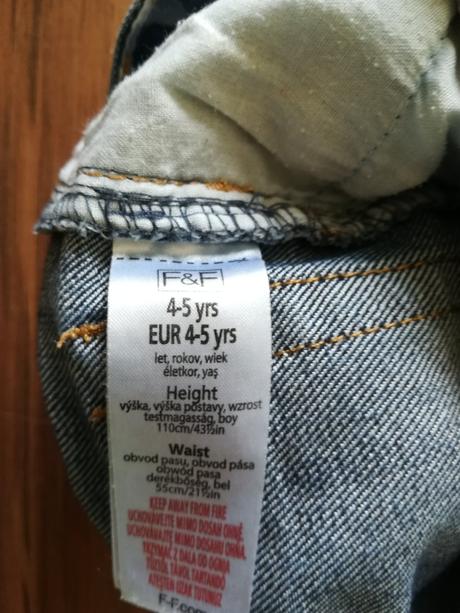 F&F
4-5 yrs
EUR 4-5 yrs
let, rokov, wiek
életkor, yaş
Height
výška, výška postavy, wzrost
testmagasság, boy
110cm/43½in
Waist
obvod pasu, obvod pása
obwód pasa
derékbőség, bel
55cm/21½in
KEEP AWAY FROM FIRE
UCHOVÁVEJTE MIMO DOSAH OHNĚ,
UCHOVÁVAJTE MIMO DOSAHU OHŇA,
TRZYMAĆ Z DALA OD OGNIA
TŰZTŐL TÁVOL TARTANDÓ
ATEŞTEN UZAK TUTUNUZ
F-F.com